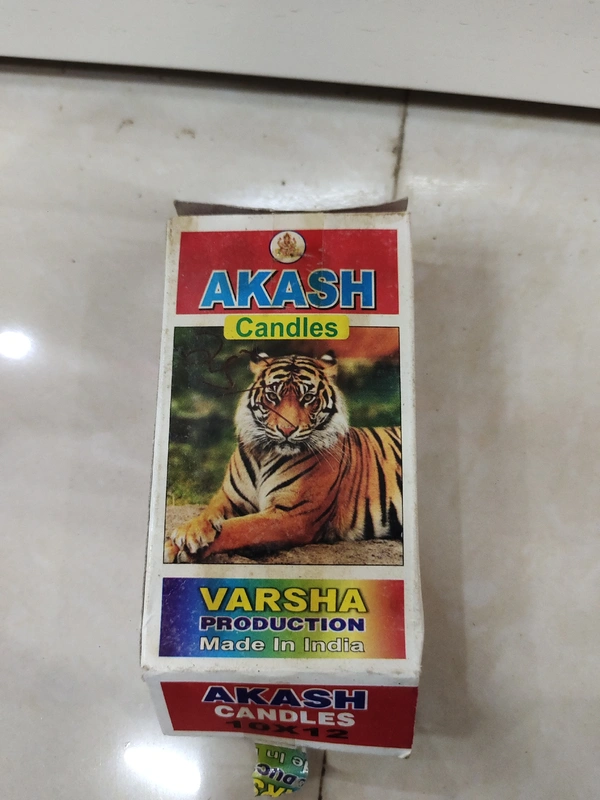 AKASH
Candles
VARSHA
PRODUCTION
Made In India
AKASH
CANDLES
10X12